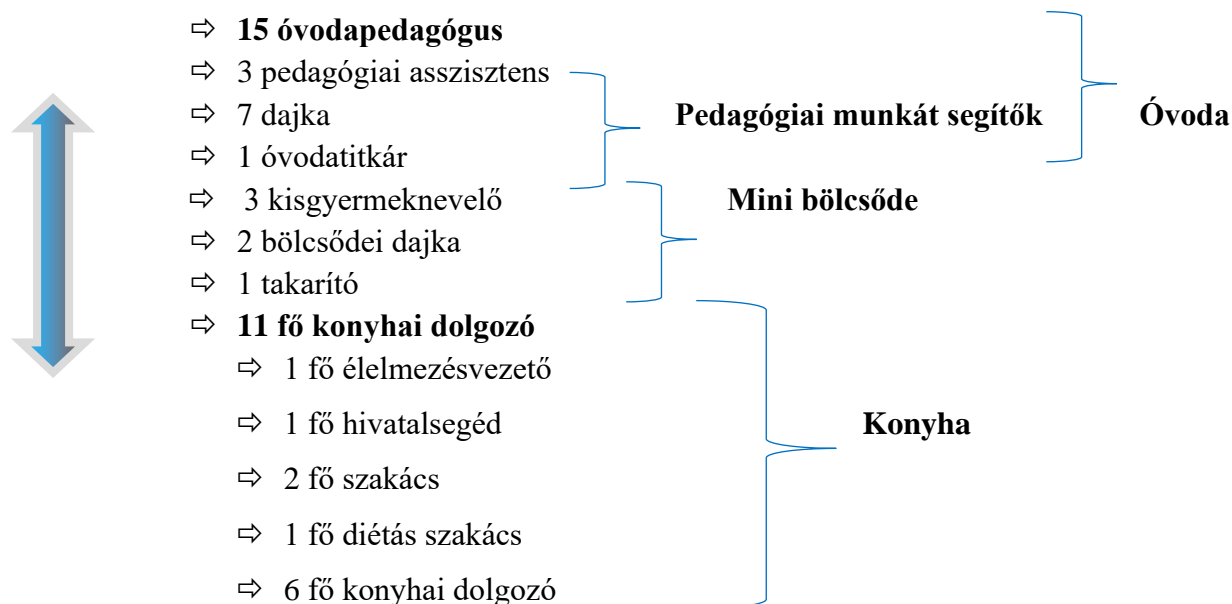 ⇨ 15 óvodapedagógus
⇨ 3 pedagógiai asszisztens
⇨ 7 dajka Pedagógiai munkát segítők Óvoda
⇨ 1 óvodatitkár
⇨ 3 kisgyermeknevelő Mini bölcsőde
⇨ 2 bölcsődei dajka
⇨ 1 takarító
⇨ 11 fő konyhai dolgozó
⇨ 1 fő élelmezésvezető
⇨ 1 fő hivatalsegéd Konyha
⇨ 2 fő szakács
⇨ 1 fő diétás szakács
⇨ 6 fő konyhai dolgozó